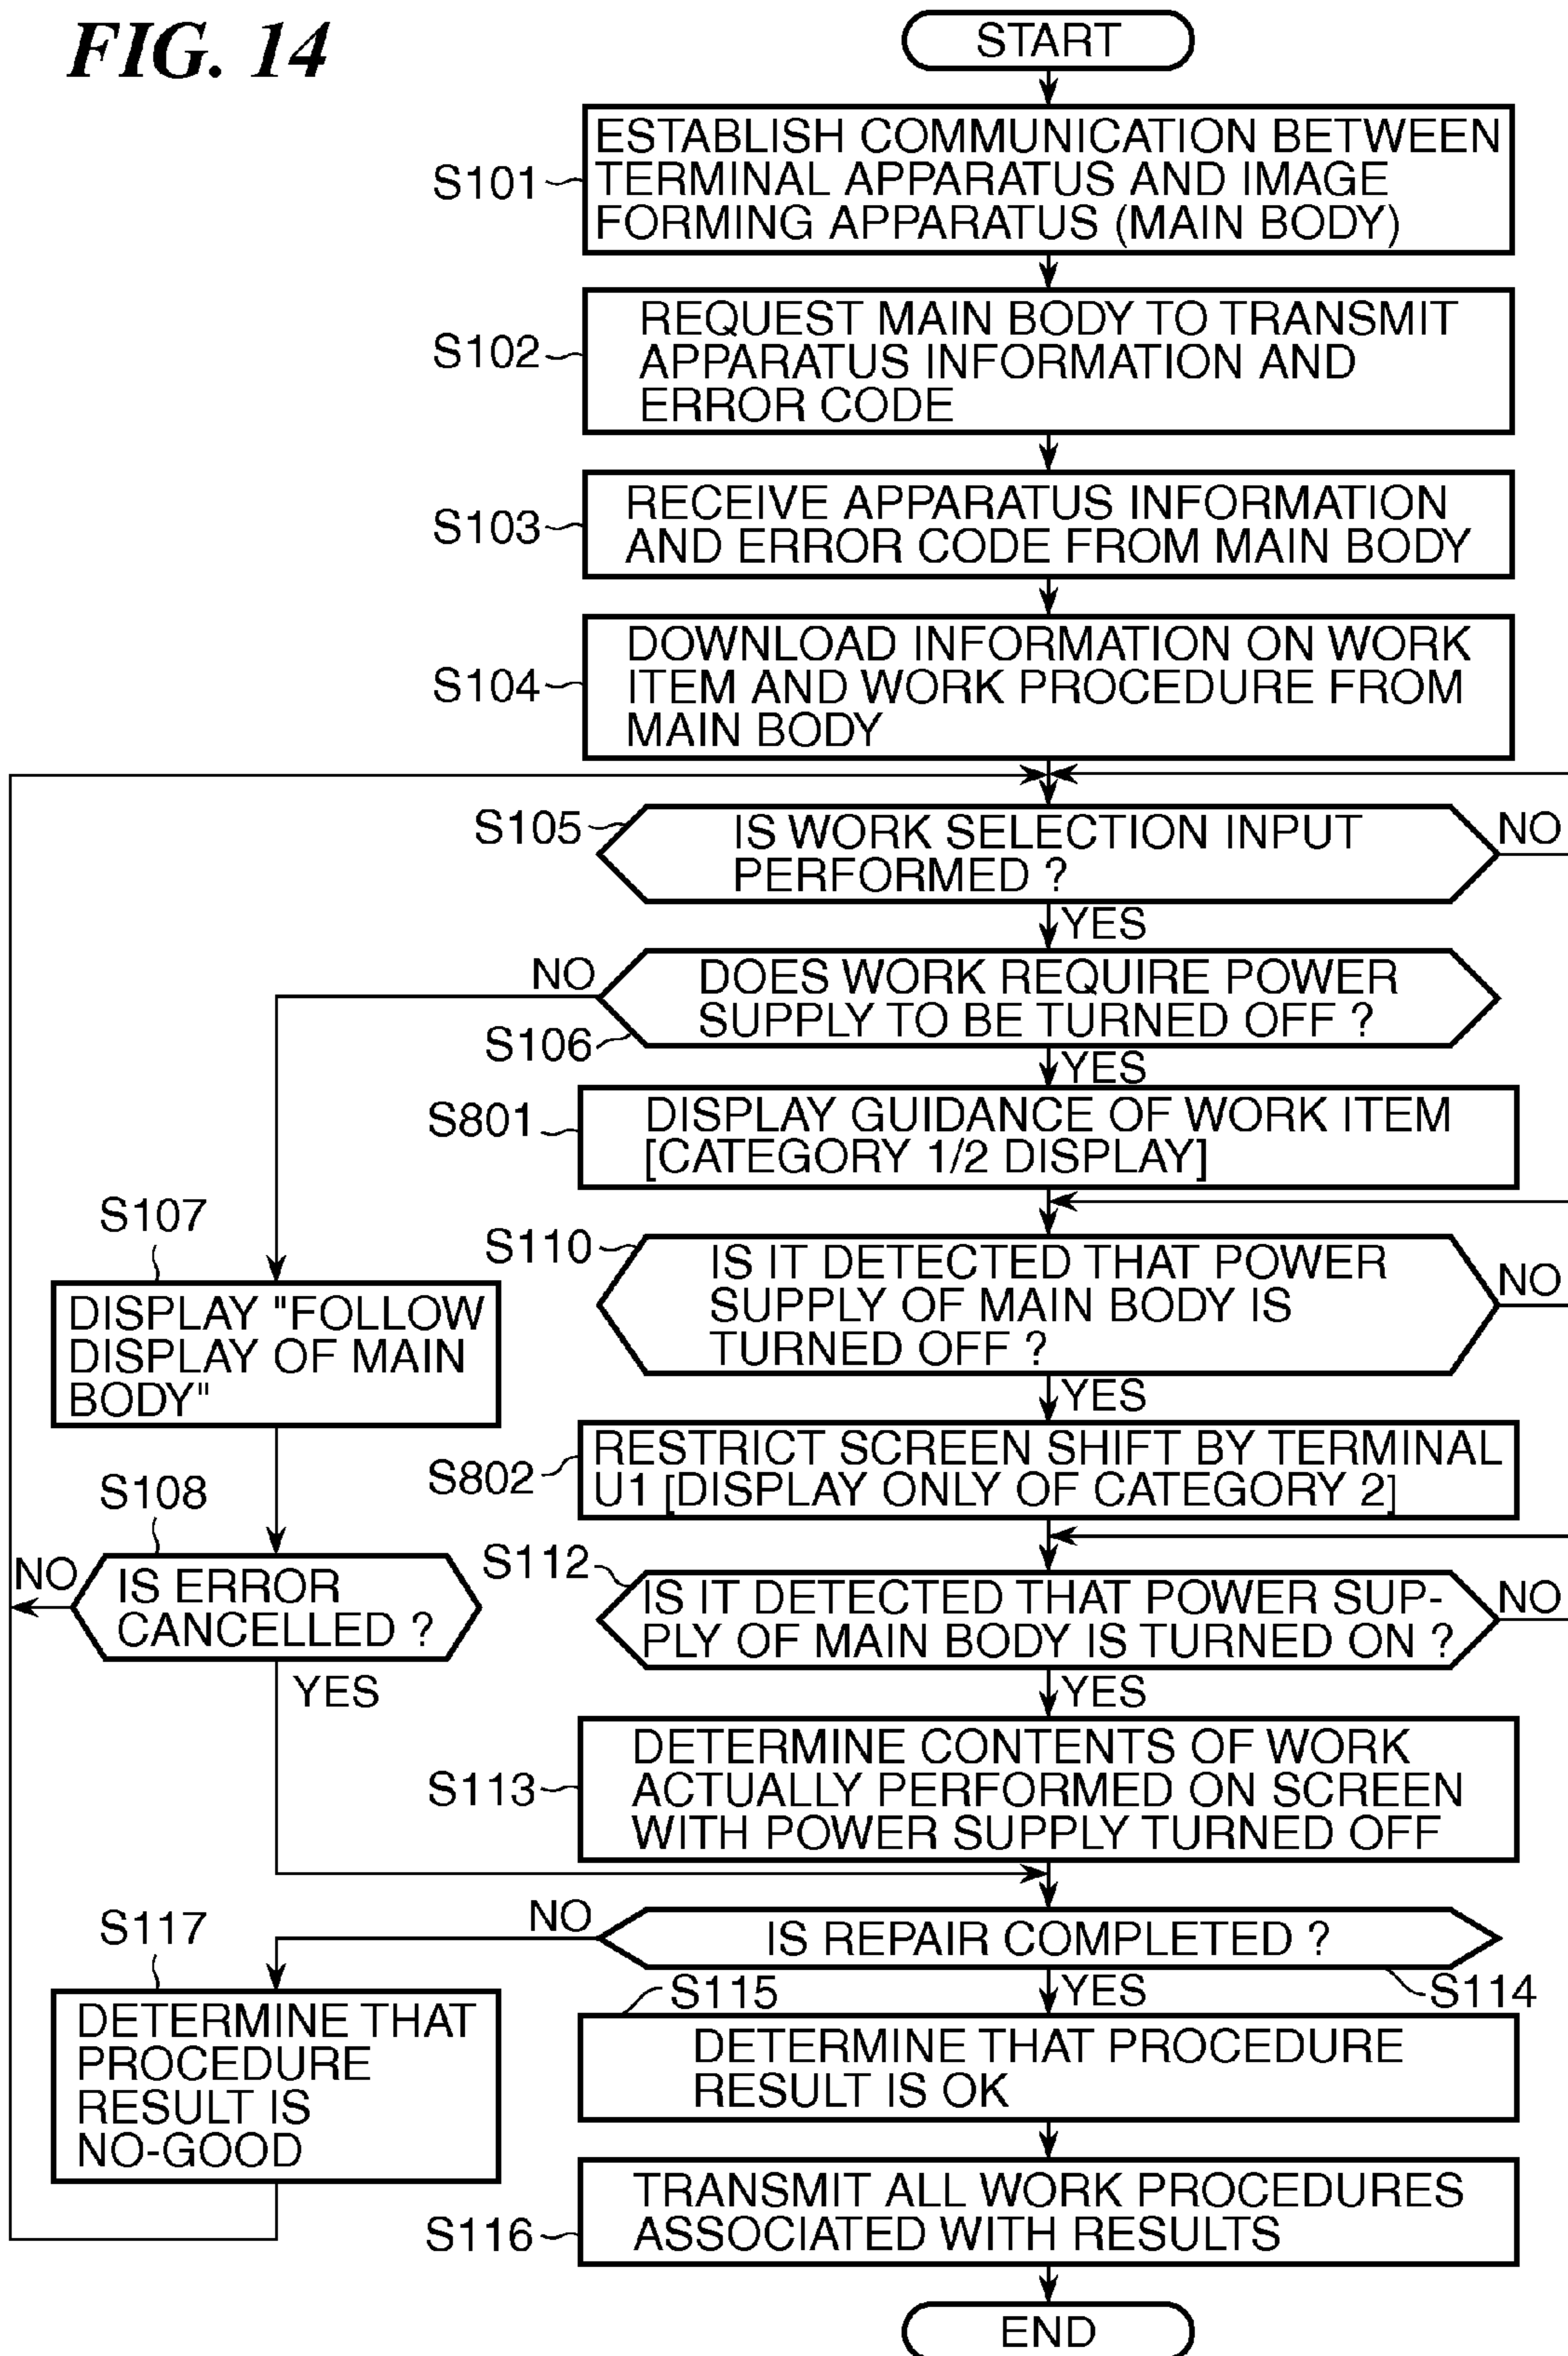 FIG. 14
START
S101
ESTABLISH COMMUNICATION BETWEEN
TERMINAL APPARATUS AND IMAGE
FORMING APPARATUS (MAIN BODY)
S102
REQUEST MAIN BODY TO TRANSMIT
APPARATUS INFORMATION AND
ERROR CODE
S103
RECEIVE APPARATUS INFORMATION
AND ERROR CODE FROM MAIN BODY
S104
DOWNLOAD INFORMATION ON WORK
ITEM AND WORK PROCEDURE FROM
MAIN BODY
S105
IS WORK SELECTION INPUT
PERFORMED ?
NO
YES
NO
DOES WORK REQUIRE POWER
SUPPLY TO BE TURNED OFF ?
S106
YES
S801
DISPLAY GUIDANCE OF WORK ITEM
[CATEGORY 1/2 DISPLAY]
S107
DISPLAY "FOLLOW
DISPLAY OF MAIN
BODY"
S110
IS IT DETECTED THAT POWER
SUPPLY OF MAIN BODY IS
TURNED OFF ?
NO
YES
S802
RESTRICT SCREEN SHIFT BY TERMINAL
U1 [DISPLAY ONLY OF CATEGORY 2]
S108
NO
IS ERROR
CANCELLED ?
YES
S112
IS IT DETECTED THAT POWER SUP-
PLY OF MAIN BODY IS TURNED ON ?
NO
YES
S113
DETERMINE CONTENTS OF WORK
ACTUALLY PERFORMED ON SCREEN
WITH POWER SUPPLY TURNED OFF
NO
IS REPAIR COMPLETED ?
S114
YES
S117
DETERMINE THAT
PROCEDURE
RESULT IS
NO-GOOD
S115
DETERMINE THAT PROCEDURE
RESULT IS OK
S116
TRANSMIT ALL WORK PROCEDURES
ASSOCIATED WITH RESULTS
END